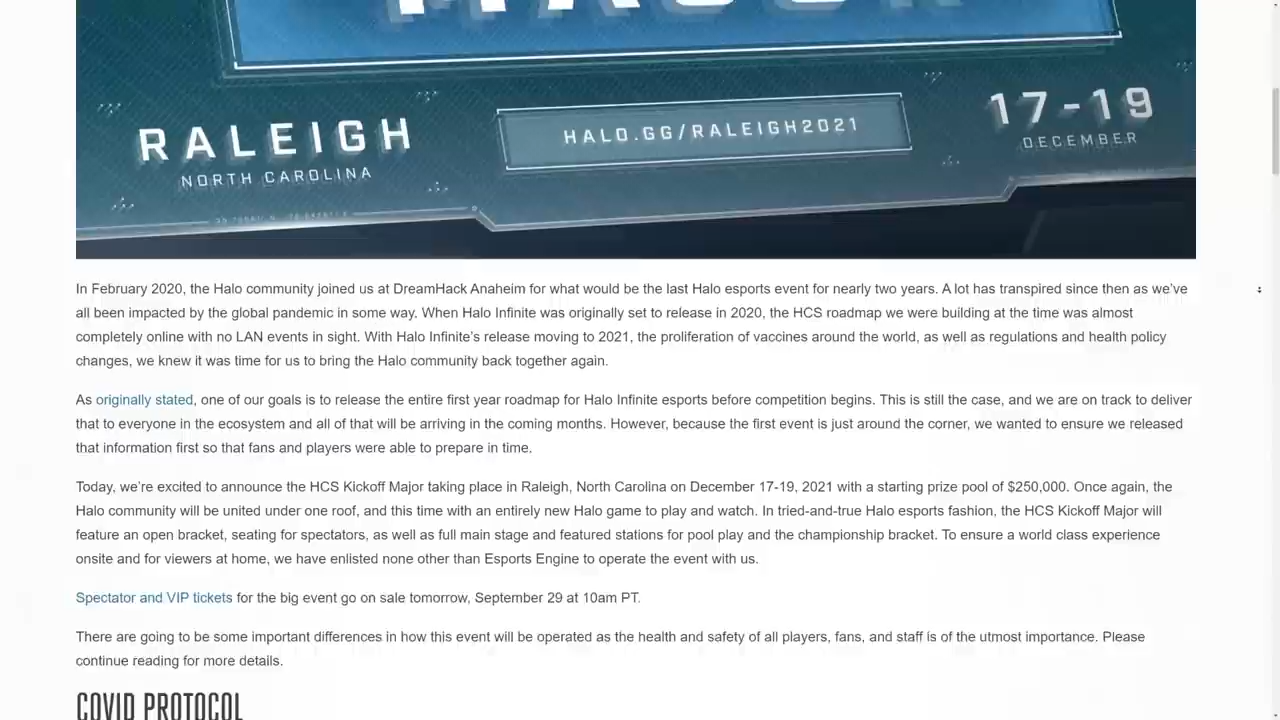 RALEIGH
NORTH CAROLINA
HALO.GG/RALEIGH2021
17-19
DECEMBER
In February 2020, the Halo community joined us at DreamHack Anaheim for what would be the last Halo esports event for nearly two years. A lot has transpired since then as we’ve
all been impacted by the global pandemic in some way. When Halo Infinite was originally set to release in 2020, the HCS roadmap we were building at the time was almost
completely online with no LAN events in sight. With Halo Infinite’s release moving to 2021, the proliferation of vaccines around the world, as well as regulations and health policy
changes, we knew it was time for us to bring the Halo community back together again.
As originally stated, one of our goals is to release the entire first year roadmap for Halo Infinite esports before competition begins. This is still the case, and we are on track to deliver
that to everyone in the ecosystem and all of that will be arriving in the coming months. However, because the first event is just around the corner, we wanted to ensure we released
that information first so that fans and players were able to prepare in time.
Today, we’re excited to announce the HCS Kickoff Major taking place in Raleigh, North Carolina on December 17-19, 2021 with a starting prize pool of $250,000. Once again, the
Halo community will be united under one roof, and this time with an entirely new Halo game to play and watch. In tried-and-true Halo esports fashion, the HCS Kickoff Major will
feature an open bracket, seating for spectators, as well as full main stage and featured stations for pool play and the championship bracket. To ensure a world class experience
onsite and for viewers at home, we have enlisted none other than Esports Engine to operate the event with us.
Spectator and VIP tickets for the big event go on sale tomorrow, September 29 at 10am PT.
There are going to be some important differences in how this event will be operated as the health and safety of all players, fans, and staff is of the utmost importance. Please
continue reading for more details.
COVID PROTOCOL